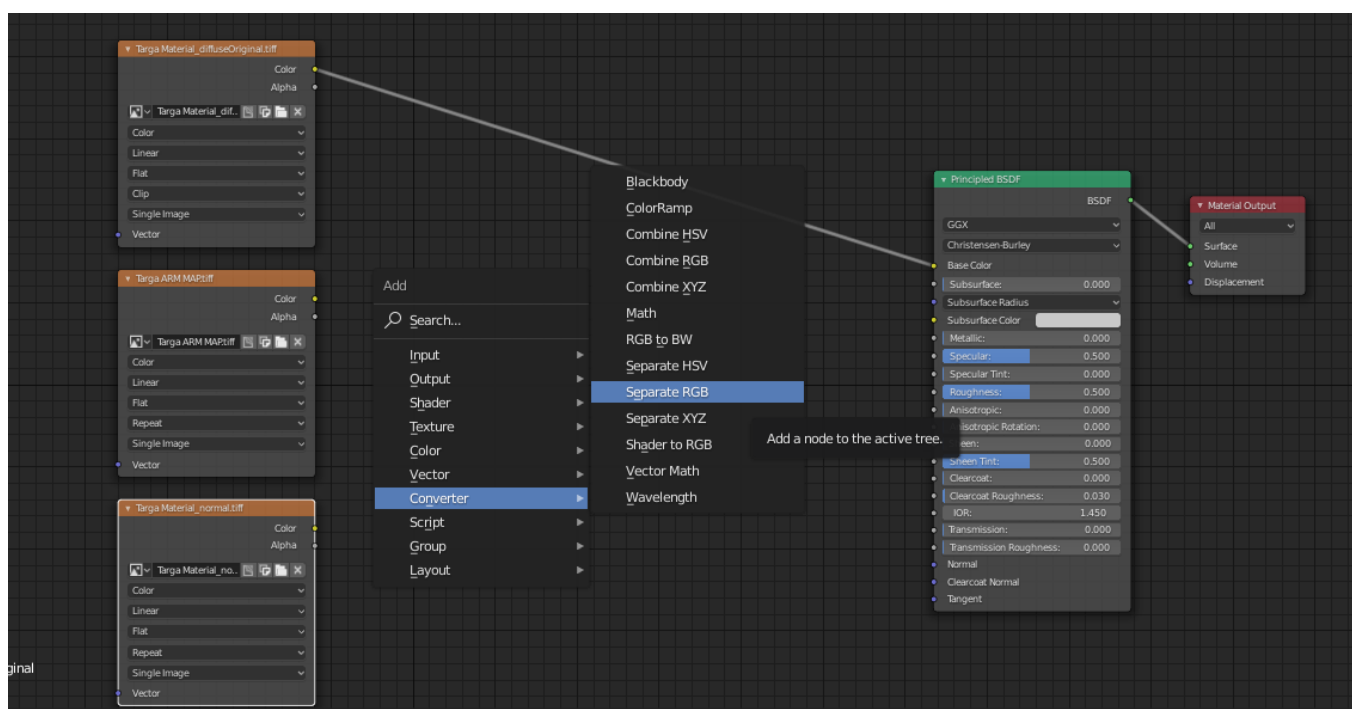 Targa Material_diffuseOriginal.tiff
Color
Alpha
Targa Material_dif..
Color
Linear
Flat
Clip
Single Image
Vector
Targa ARM MAP.tiff
Color
Alpha
Targa ARM MAP.tiff
Color
Linear
Flat
Repeat
Single Image
Vector
Targa Material_normal.tiff
Color
Alpha
Targa Material_no..
Color
Linear
Flat
Repeat
Single Image
Vector
ginal
Add
Search...
Input
Output
Shader
Texture
Color
Vector
Converter
Script
Group
Layout
Blackbody
ColorRamp
Combine HSV
Combine RGB
Combine XYZ
Math
RGB to BW
Separate HSV
Separate RGB
Separate XYZ
Shader to RGB
Vector Math
Wavelength
Add a node to the active tree.
Principled BSDF
BSDF
GGX
Christensen-Burley
Base Color
Subsurface: 0.000
Subsurface Radius
Subsurface Color
Metallic: 0.000
Specular: 0.500
Specular Tint: 0.000
Roughness: 0.500
Anisotropic: 0.000
nisotropic Rotation: 0.000
een: 0.000
Sheen Tint: 0.500
Clearcoat: 0.000
Clearcoat Roughness: 0.030
IOR: 1.450
Transmission: 0.000
Transmission Roughness: 0.000
Normal
Clearcoat Normal
Tangent
Material Output
All
Surface
Volume
Displacement